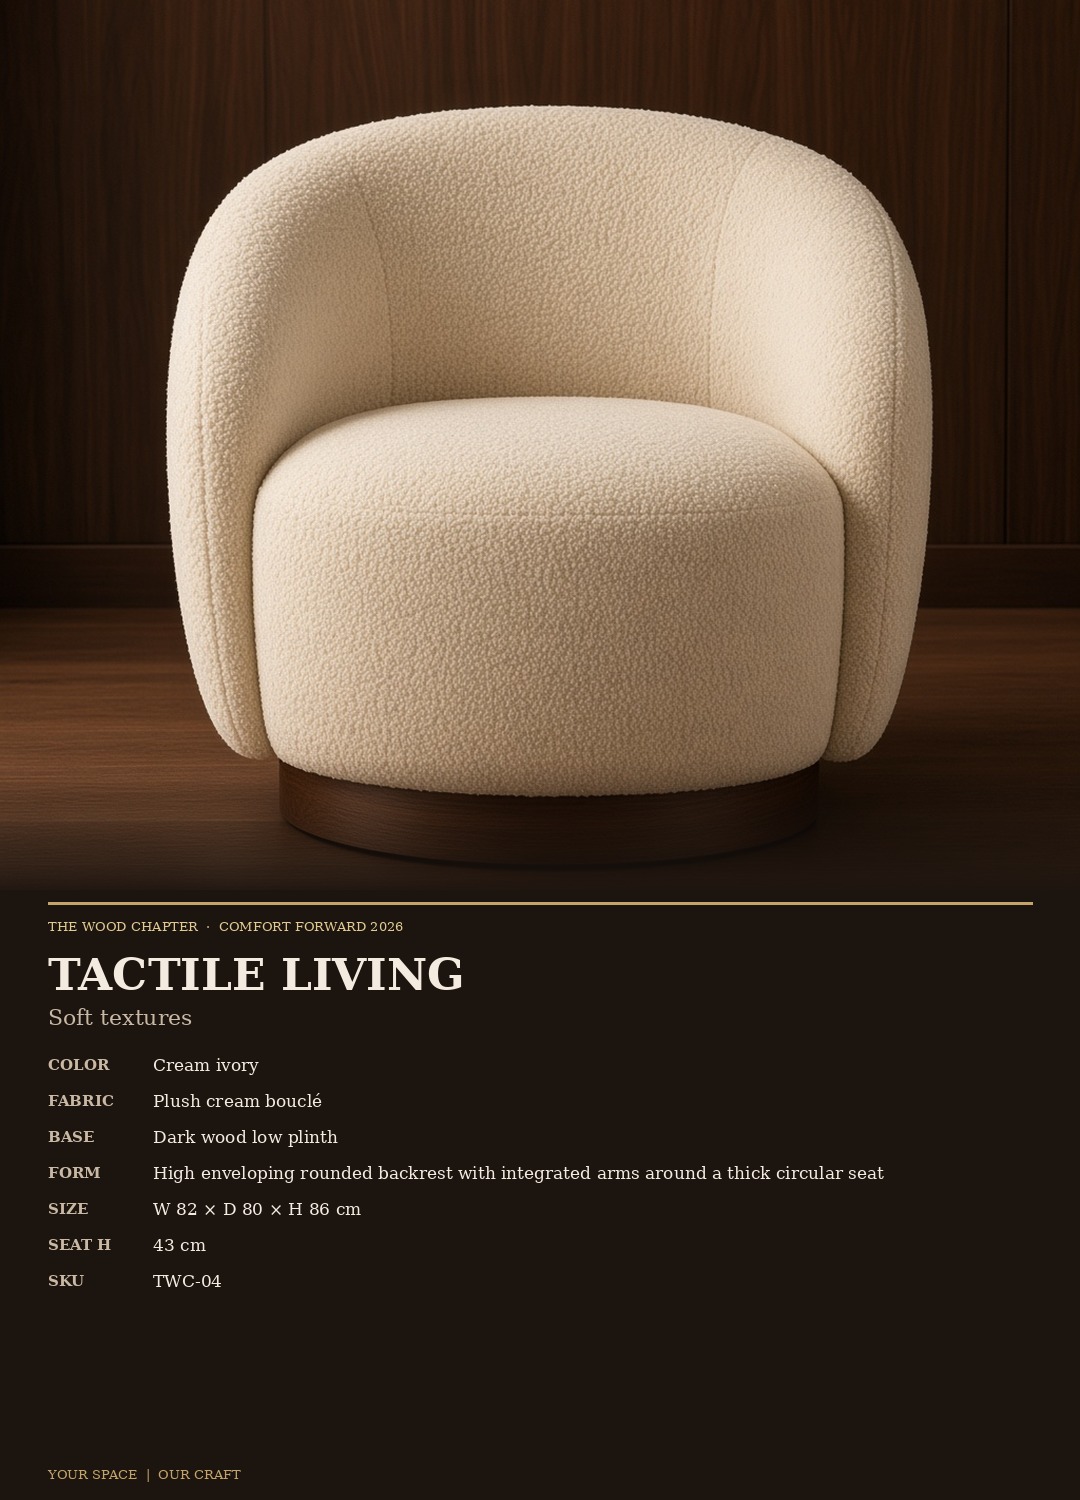 THE WOOD CHAPTER · COMFORT FORWARD 2026
TACTILE LIVING
Soft textures
COLOR Cream ivory
FABRIC Plush cream bouclé
BASE Dark wood low plinth
FORM High enveloping rounded backrest with integrated arms around a thick circular seat
SIZE W 82 × D 80 × H 86 cm
SEAT H 43 cm
SKU TWC-04
YOUR SPACE | OUR CRAFT